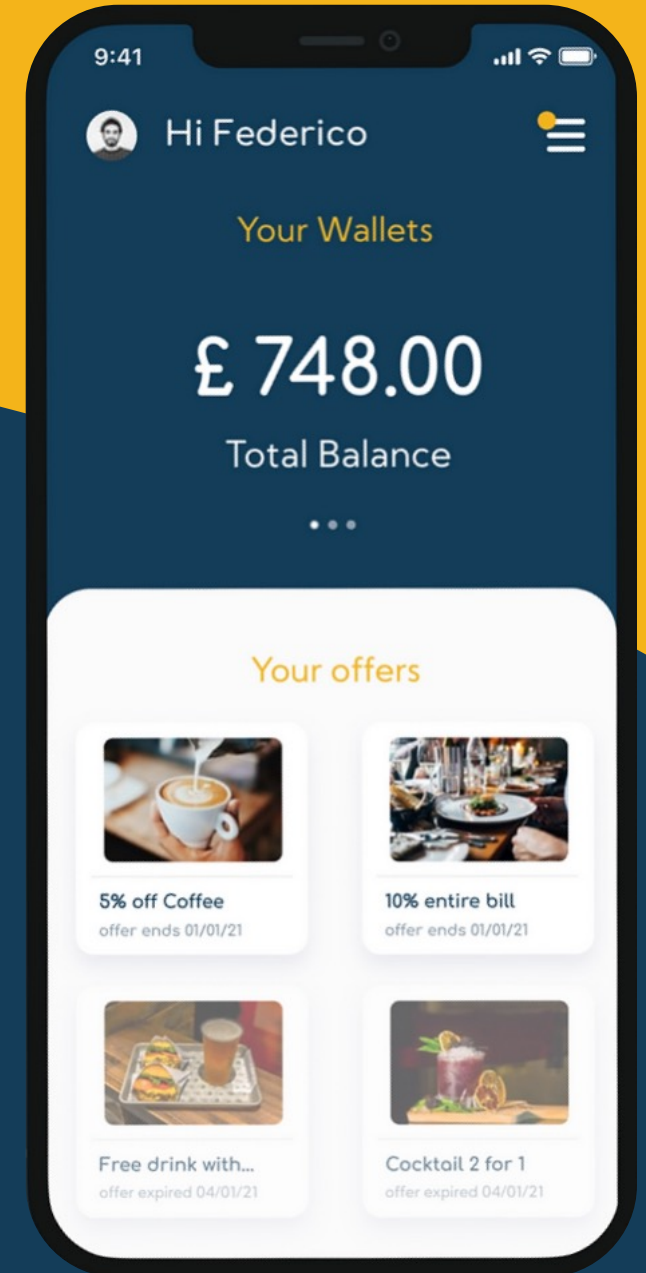 9:41
Hi Federico
Your Wallets
£ 748.00
Total Balance
Your offers
5% off Coffee
offer ends 01/01/21
10% entire bill
offer ends 01/01/21
Free drink with...
offer expired 04/01/21
Cocktail 2 for 1
offer expired 04/01/21